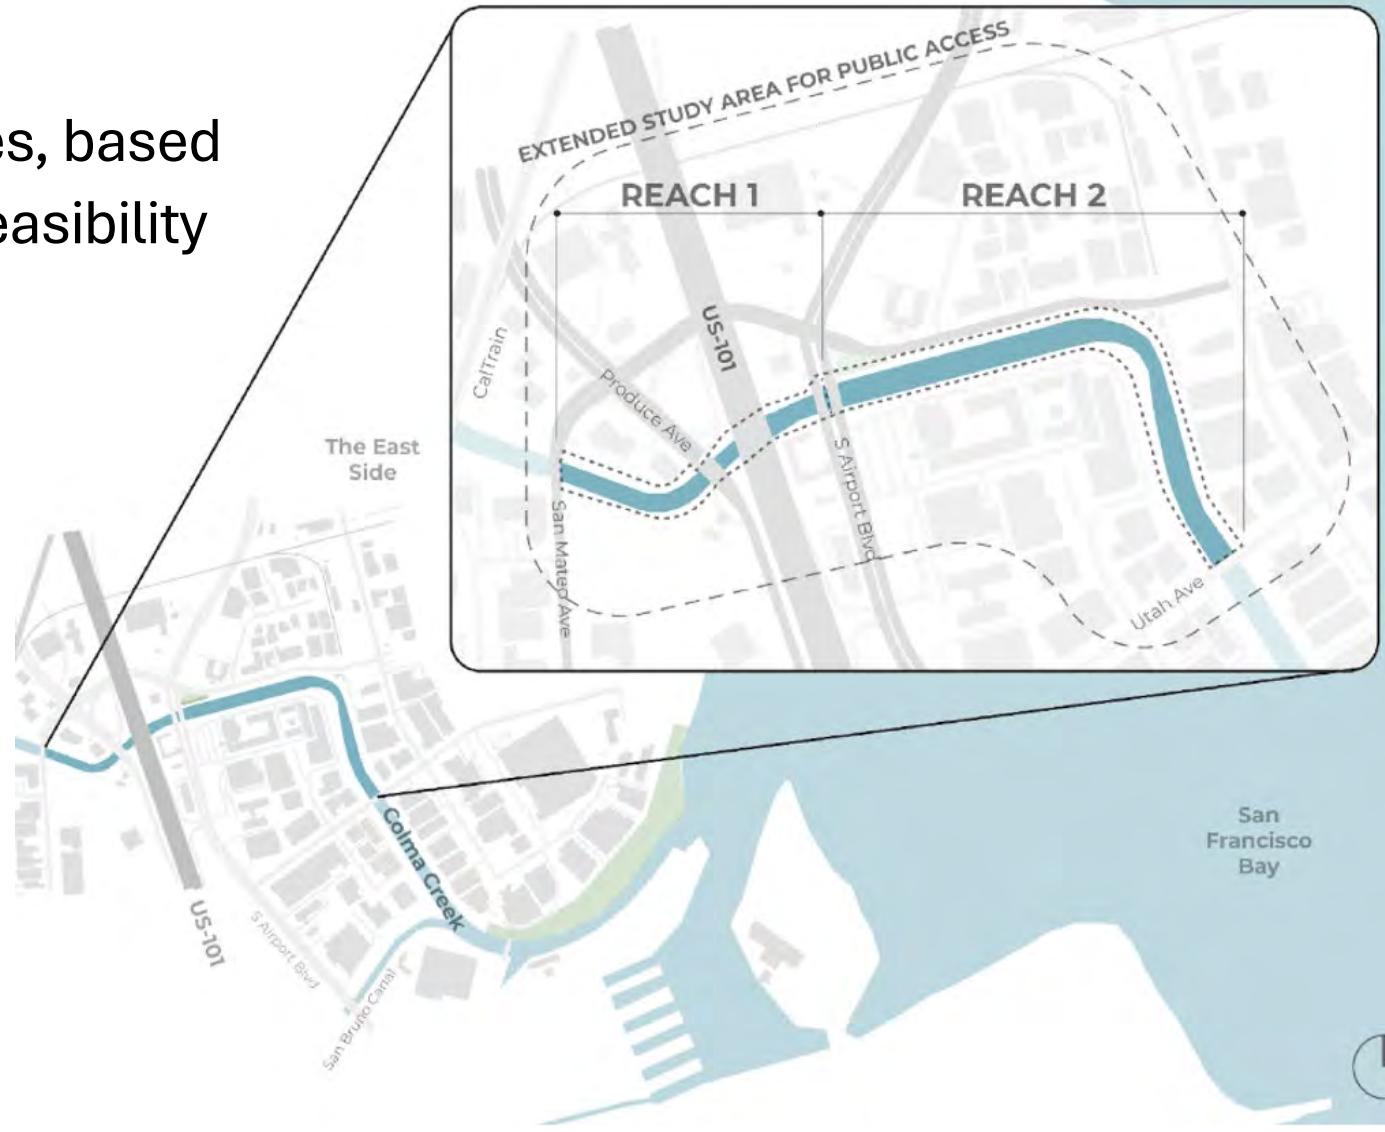 es, based
easibility
EXTENDED STUDY AREA FOR PUBLIC ACCESS
REACH 1
REACH 2
US-101
CalTrain
Produce Ave
S Airport Blvd
San Mateo Ave
Utah Ave
The East
Side
Colma Creek
US-101
S Airport Blvd
San Bruno Canal
San
Francisco
Bay